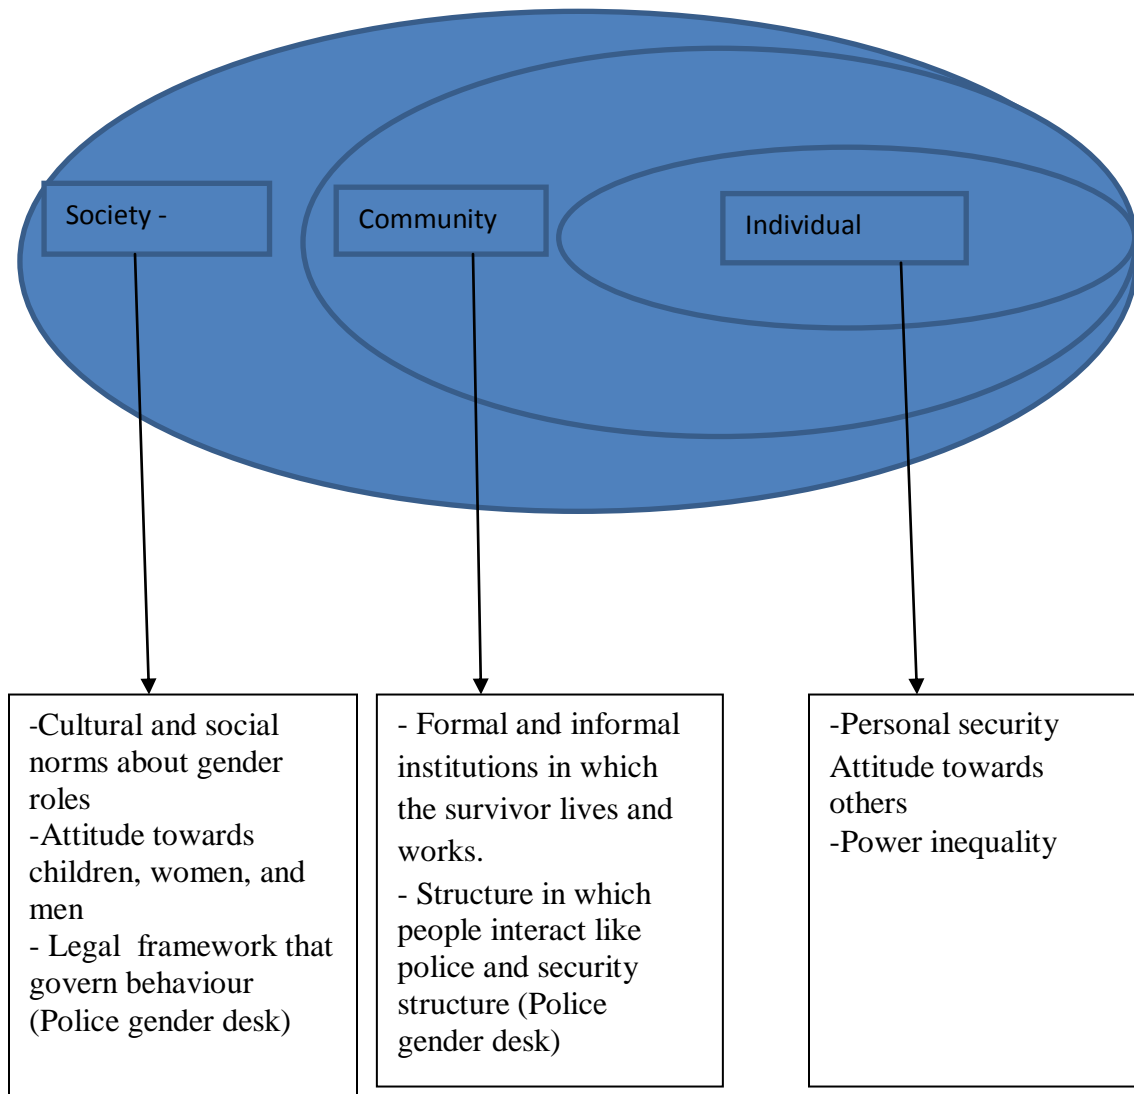 Society -
Community
Individual
-Cultural and social
norms about gender
roles
-Attitude towards
children, women, and
men
- Legal  framework that
govern behaviour
(Police gender desk)
- Formal and informal
institutions in which
the survivor lives and
works.
- Structure in which
people interact like
police and security
structure (Police
gender desk)
-Personal security
Attitude towards
others
-Power inequality